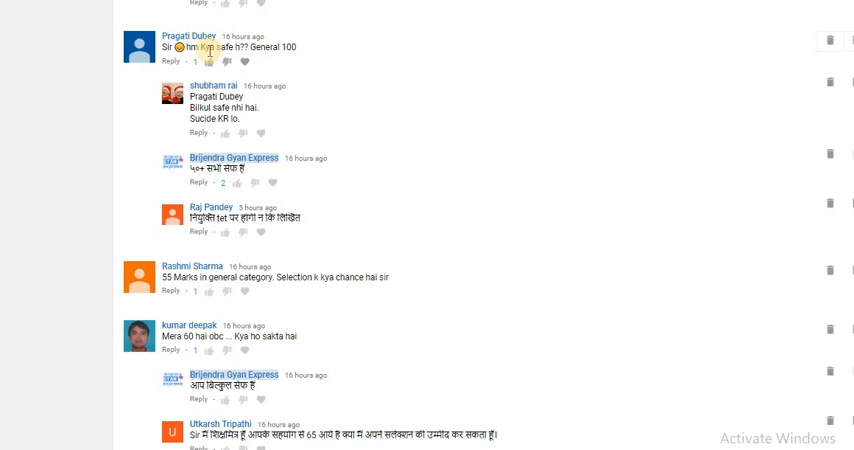 Reply
Pragati Dubey 16 hours ago
Sir hm Kya safe h?? General 100
Reply · 1
shubham rai 16 hours ago
Pragati Dubey
Bilkul safe nhi hai.
Sucide KR lo.
Reply ·
Brijendra Gyan Express 16 hours ago
५०+ सभी सेफ हैं
Reply · 2
Raj Pandey 5 hours ago
नियुक्ति tet पर होगी न कि लिखित
Reply ·
Rashmi Sharma 16 hours ago
55 Marks in general category. Selection k kya chance hai sir
Reply · 1
kumar deepak 16 hours ago
Mera 60 hai obc ... Kya ho sakta hai
Reply · 1
Brijendra Gyan Express 16 hours ago
आप बिल्कुल सेफ हैं
Reply ·
U
Utkarsh Tripathi 16 hours ago
Sir मैं शिक्षमित्र हूँ आपके सहयोग से 65 आये है क्या मैं अपने सलेक्शन की उम्मीद कर सकता हूँ।
Reply
Activate Windows